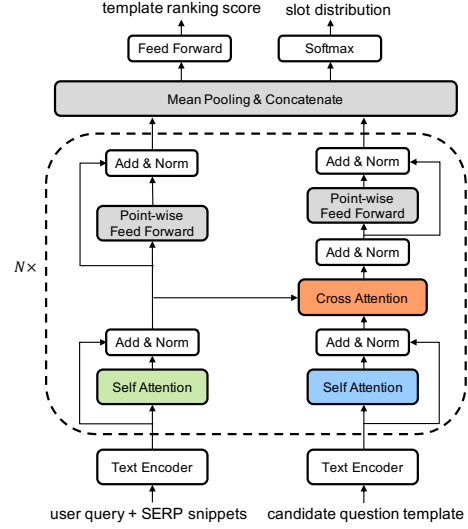 template ranking score
slot distribution
Feed Forward
Softmax
Mean Pooling & Concatenate
Add & Norm
Add & Norm
Point-wise
Feed Forward
Point-wise
Feed Forward
Add & Norm
N×
Cross Attention
Add & Norm
Add & Norm
Self Attention
Self Attention
Text Encoder
Text Encoder
user query + SERP snippets
candidate question template